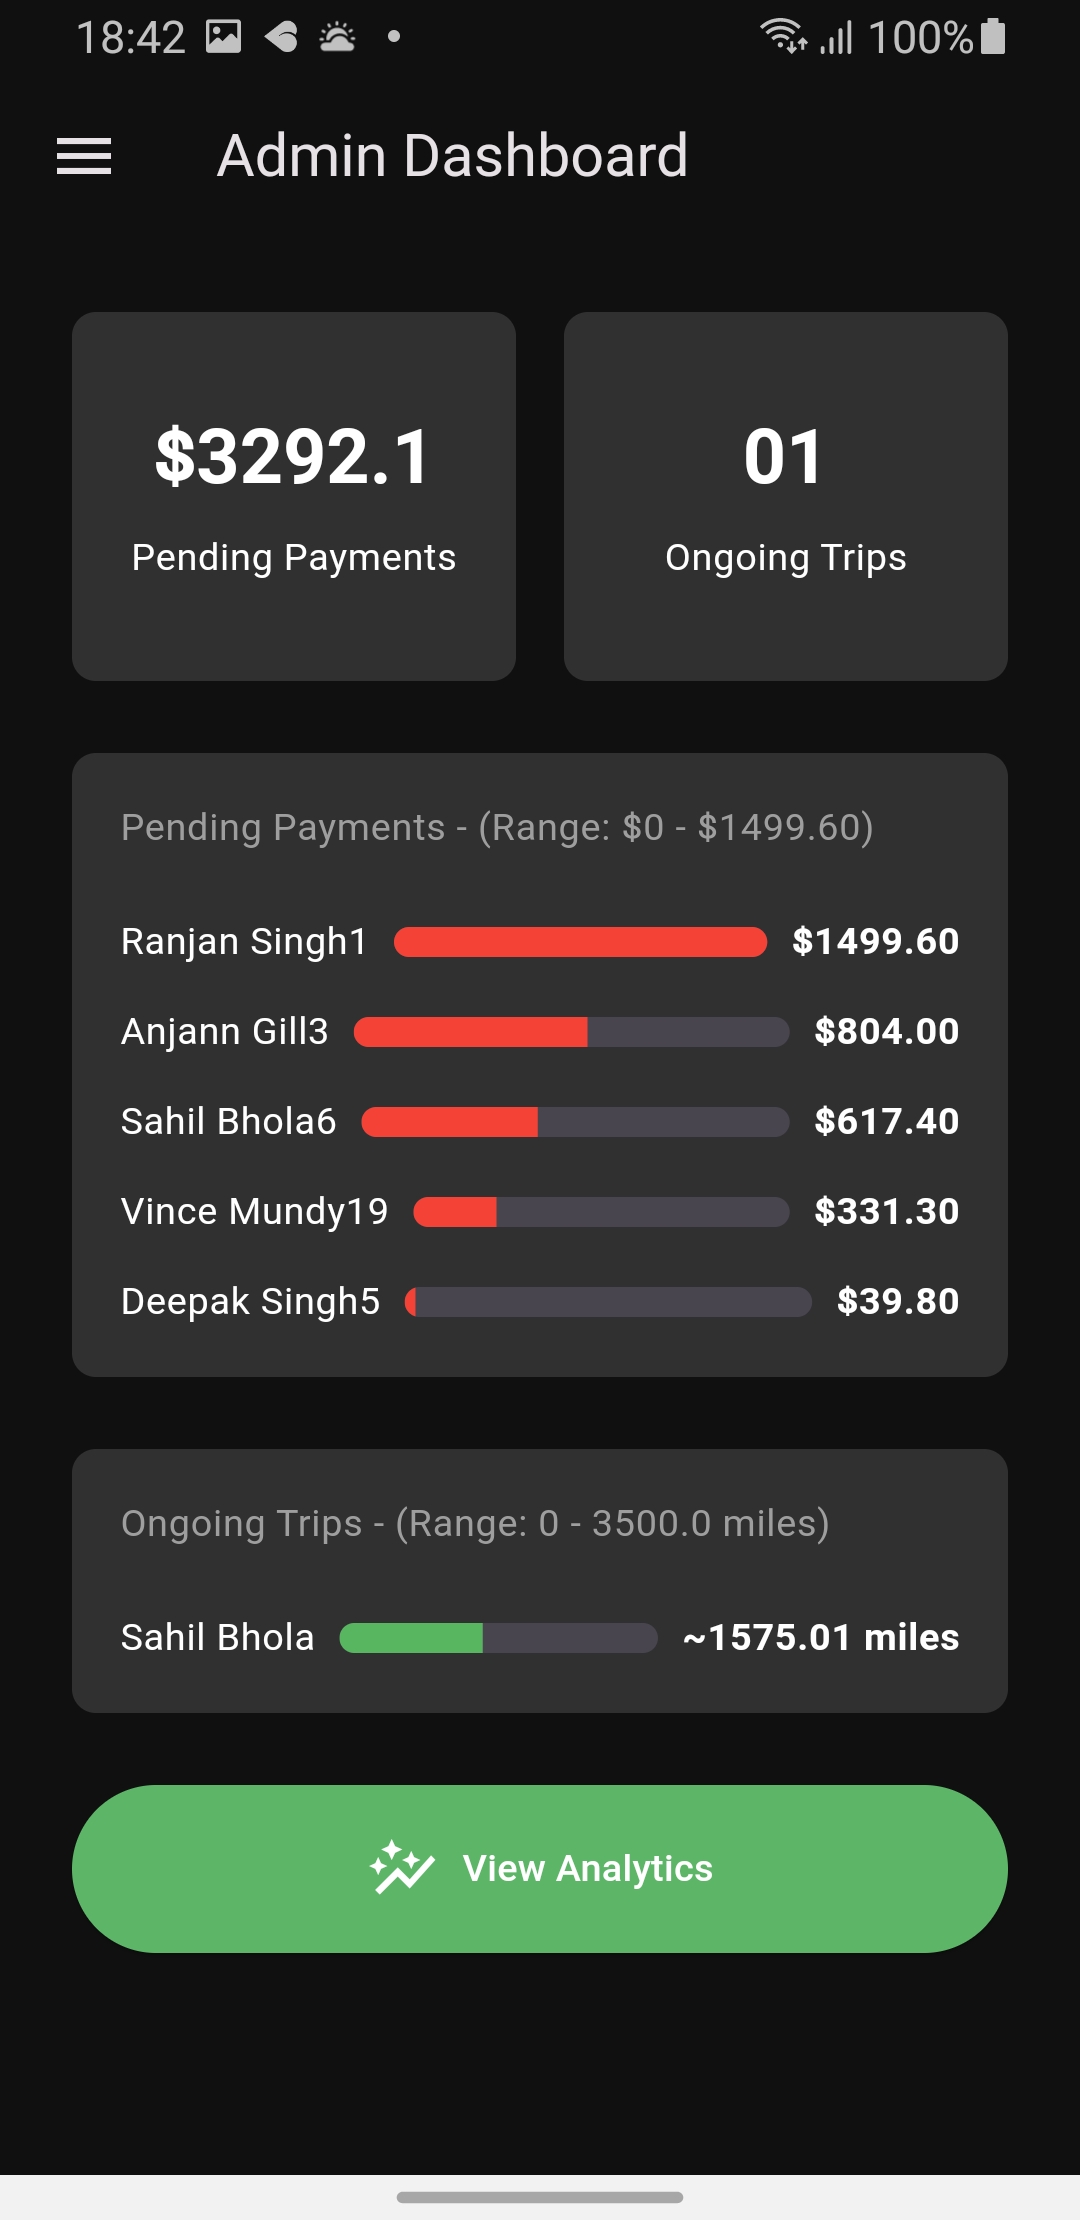 18:42 100%
Admin Dashboard
$3292.1
Pending Payments
01
Ongoing Trips
Pending Payments - (Range: $0 - $1499.60)
Ranjan Singh1 $1499.60
Anjann Gill3 $804.00
Sahil Bhola6 $617.40
Vince Mundy19 $331.30
Deepak Singh5 $39.80
Ongoing Trips - (Range: 0 - 3500.0 miles)
Sahil Bhola ~1575.01 miles
View Analytics